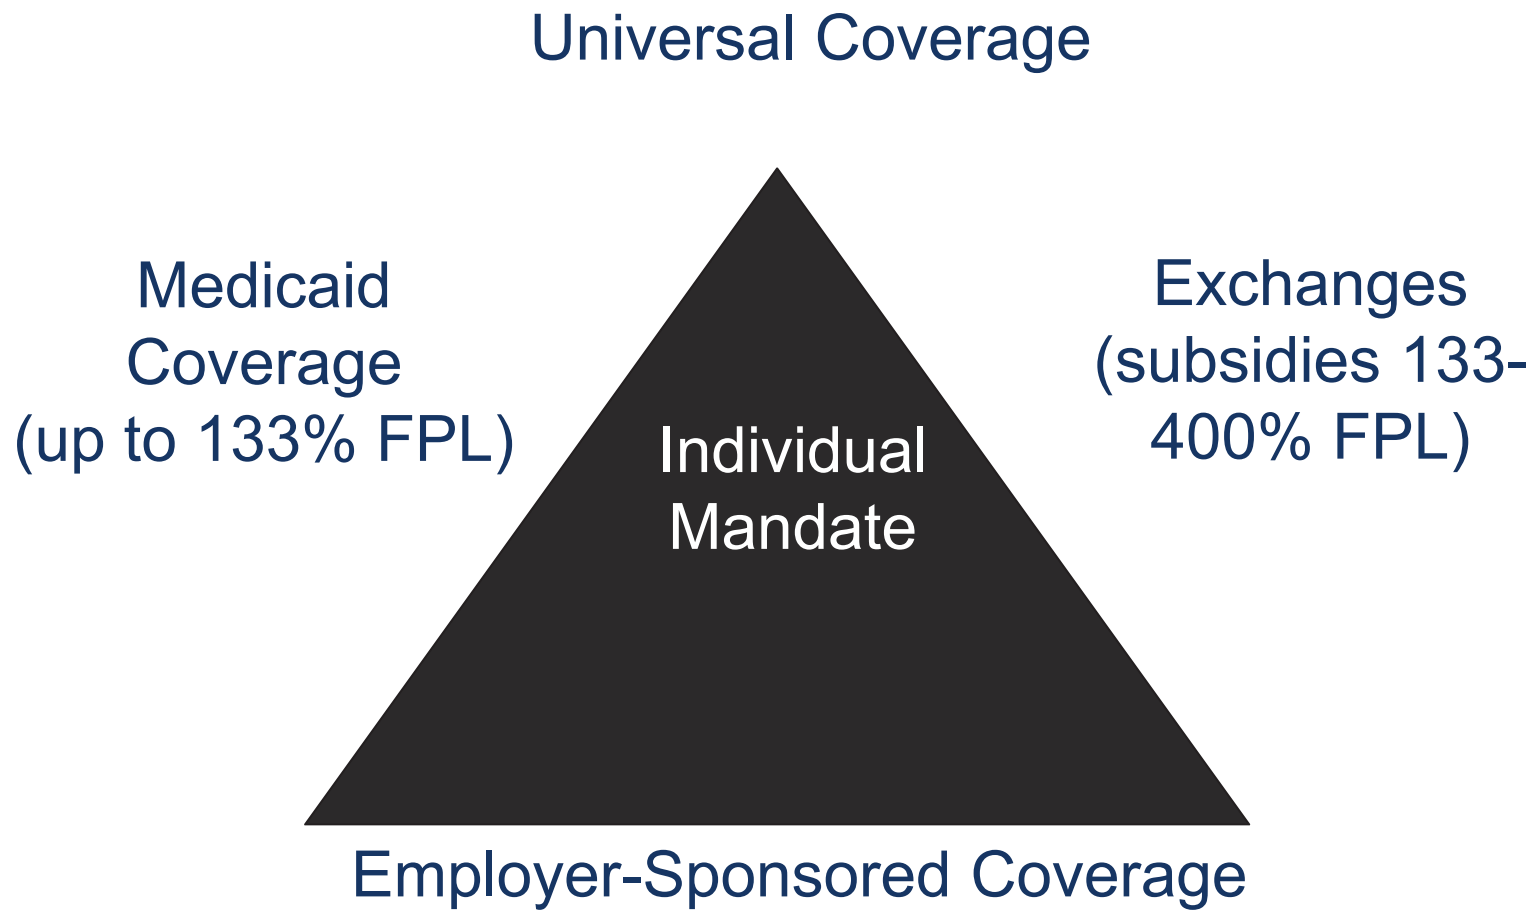 Universal Coverage
Medicaid
Coverage
(up to 133% FPL)
Exchanges
(subsidies 133-
400% FPL)
Individual
Mandate
Employer-Sponsored Coverage